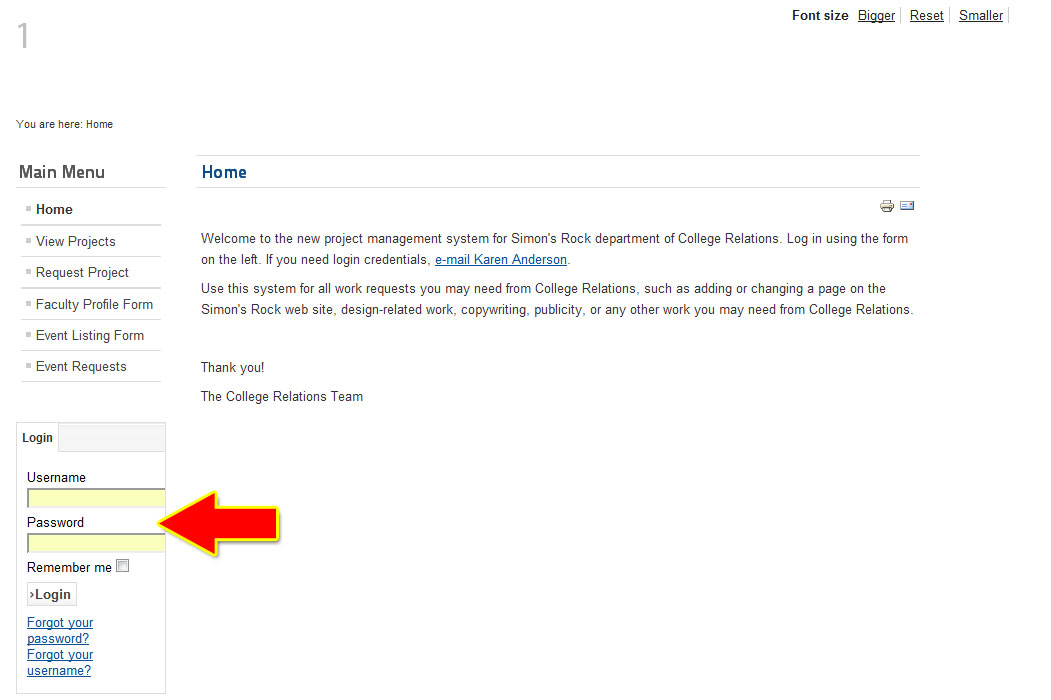 Font size Bigger Reset Smaller
1
You are here: Home
Main Menu
Home
View Projects
Request Project
Faculty Profile Form
Event Listing Form
Event Requests
Home
Welcome to the new project management system for Simon's Rock department of College Relations. Log in using the form
on the left. If you need login credentials, e-mail Karen Anderson.
Use this system for all work requests you may need from College Relations, such as adding or changing a page on the
Simon's Rock web site, design-related work, copywriting, publicity, or any other work you may need from College Relations.
Thank you!
The College Relations Team
Login
Username
Password
Remember me
›Login
Forgot your
password?
Forgot your
username?